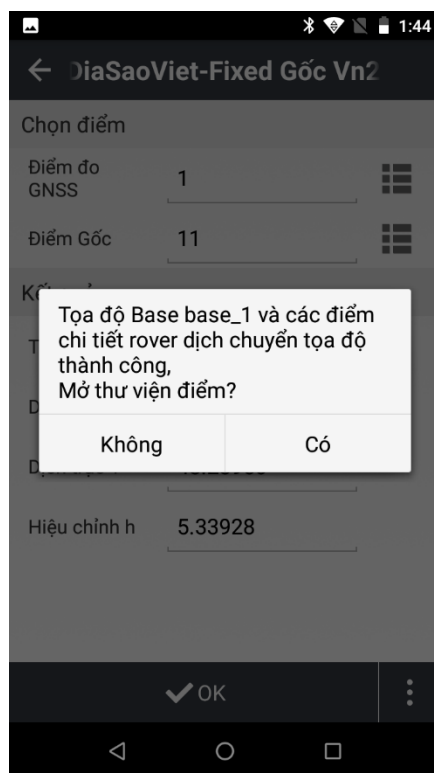 1:44
DiaSaoViet-Fixed Gốc Vn2
Chọn điểm
Điểm đo
GNSS
1
Điểm Gốc
11
Tọa độ Base base_1 và các điểm
chi tiết rover dịch chuyển tọa độ
thành công,
Mở thư viện điểm?
Không
Có
Hiệu chỉnh h
5.33928
OK